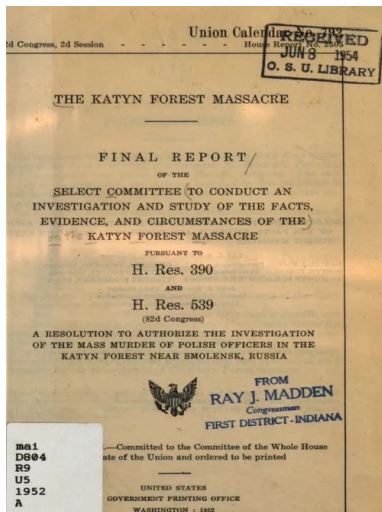 Union Calendar No. 792
2d Congress, 2d Session - - - - - - House Report No. 2505
RECEIVED
JUN 8 1954
O. S. U. LIBRARY
THE KATYN FOREST MASSACRE
FINAL REPORT
OF THE
SELECT COMMITTEE TO CONDUCT AN
INVESTIGATION AND STUDY OF THE FACTS,
EVIDENCE, AND CIRCUMSTANCES OF THE
on the
KATYN FOREST MASSACRE
PURSUANT TO
H. Res. 390
AND
H. Res. 539
(82d Congress)
A RESOLUTION TO AUTHORIZE THE INVESTIGATION
OF THE MASS MURDER OF POLISH OFFICERS IN THE
KATYN FOREST NEAR SMOLENSK, RUSSIA
FROM
RAY J. MADDEN
Congressman
FIRST DISTRICT - INDIANA
.—Committed to the Committee of the Whole House
ate of the Union and ordered to be printed
mai
D804
R9
U5
1952
A
UNITED STATES
GOVERNMENT PRINTING OFFICE
WASHINGTON : 1952